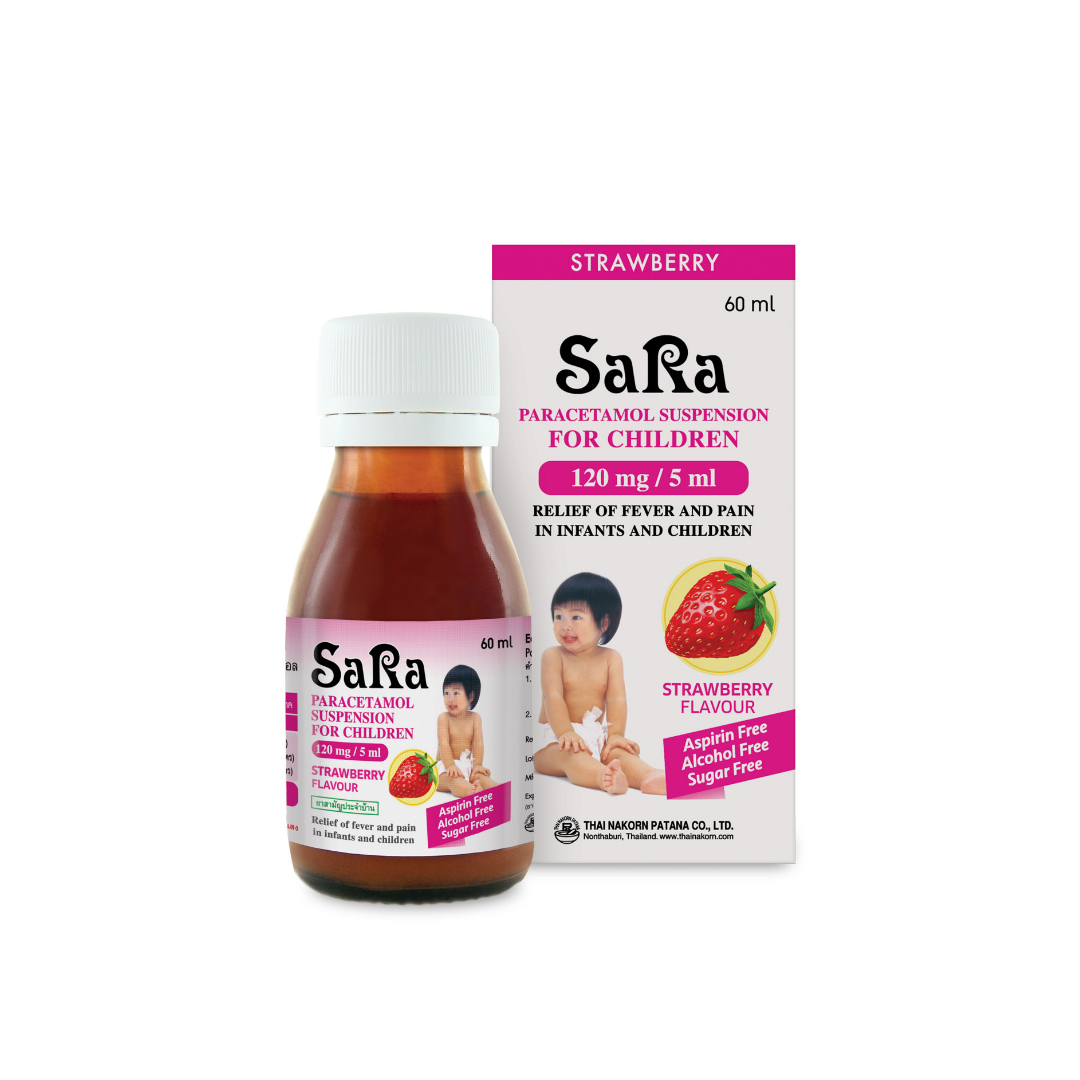 STRAWBERRY
60 ml
SaRa
PARACETAMOL SUSPENSION
FOR CHILDREN
120 mg / 5 ml
RELIEF OF FEVER AND PAIN
IN INFANTS AND CHILDREN
STRAWBERRY
FLAVOUR
Aspirin Free
Alcohol Free
Sugar Free
THAI NAKORN PATANA CO., LTD.
Nonthaburi, Thailand. www.thainakorn.com
60 ml
SaRa
PARACETAMOL
SUSPENSION
FOR CHILDREN
120 mg / 5 ml
STRAWBERRY
FLAVOUR
ยาสามัญประจำบ้าน
Relief of fever and pain
in infants and children
Aspirin Free
Alcohol Free
Sugar Free
1.
2.